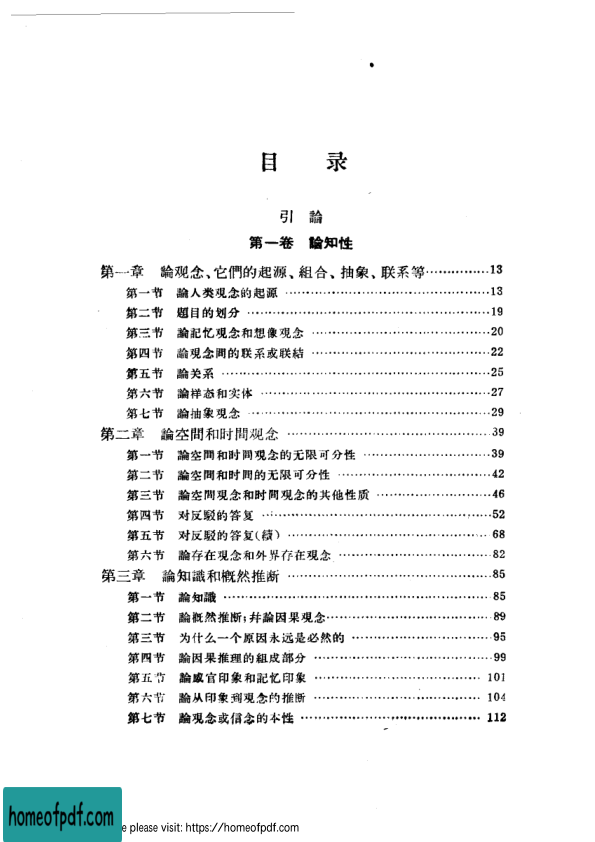 目 录
引 論
第一卷 論知性
第一章 論观念、它們的起源、組合、抽象、联系等……………13
第一节 論人类观念的起源……………13
第二节 題目的划分……………19
第三节 論記忆观念和想像观念……………20
第四节 論观念間的联系或联結……………22
第五节 論关系……………25
第六节 論样态和实体……………27
第七节 論抽象观念……………29
第二章 論空間和时間观念……………39
第一节 論空間和时間观念的无限可分性……………39
第二节 論空間和时間的无限可分性……………42
第三节 論空間观念和时間观念的其他性质……………46
第四节 对反駁的答复……………52
第五节 对反駁的答复(續)……………68
第六节 論存在观念和外界存在观念……………82
第三章 論知識和概然推断……………85
第一节 論知識……………85
第二节 論概然推断;幷論因果观念……………89
第三节 为什么一个原因永远是必然的……………95
第四节 論因果推理的組成部分……………99
第五节 論感官印象和記忆印象……………101
第六节 論从印象到观念的推断……………104
第七节 論观念或信念的本性……………112
homeofpdf.com
e please visit: https://homeofpdf.com